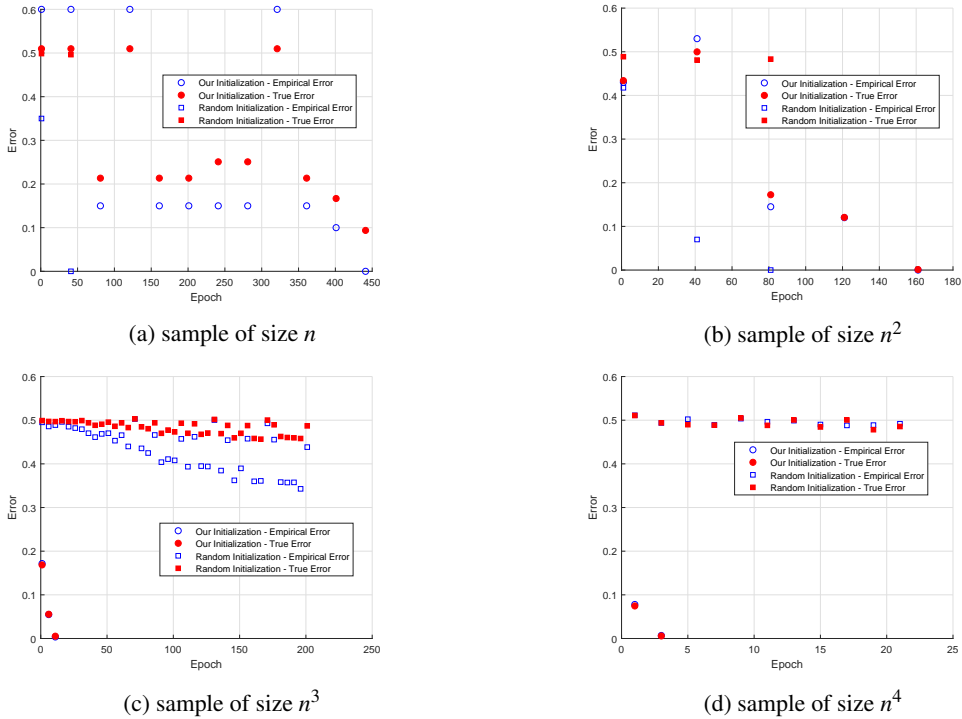 0.6
0.5
0.4
0.3
0.2
0.1
0
Error
0 50 100 150 200 250 300 350 400 450
Epoch
Our Initialization - Empirical Error
Our Initialization - True Error
Random Initialization - Empirical Error
Random Initialization - True Error
(a) sample of size n
0.6
0.5
0.4
0.3
0.2
0.1
0
Error
0 20 40 60 80 100 120 140 160 180
Epoch
Our Initialization - Empirical Error
Our Initialization - True Error
Random Initialization - Empirical Error
Random Initialization - True Error
(b) sample of size n²
0.6
0.5
0.4
0.3
0.2
0.1
0
Error
0 50 100 150 200 250
Epoch
Our Initialization - Empirical Error
Our Initialization - True Error
Random Initialization - Empirical Error
Random Initialization - True Error
(c) sample of size n³
0.6
0.5
0.4
0.3
0.2
0.1
0
Error
0 5 10 15 20 25
Epoch
Our Initialization - Empirical Error
Our Initialization - True Error
Random Initialization - Empirical Error
Random Initialization - True Error
(d) sample of size n⁴